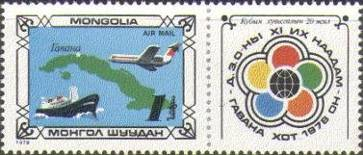 MONGOLIA
AIR MAIL
Гавана
1
Төгрөг
МОНГОЛ ШУУДАН
1978
Кубын хувьсгалын 20 жил
Д.З.О-НЫ XI ИХ НААДАМ
ГАВАНА ХОТ 1978 ОН